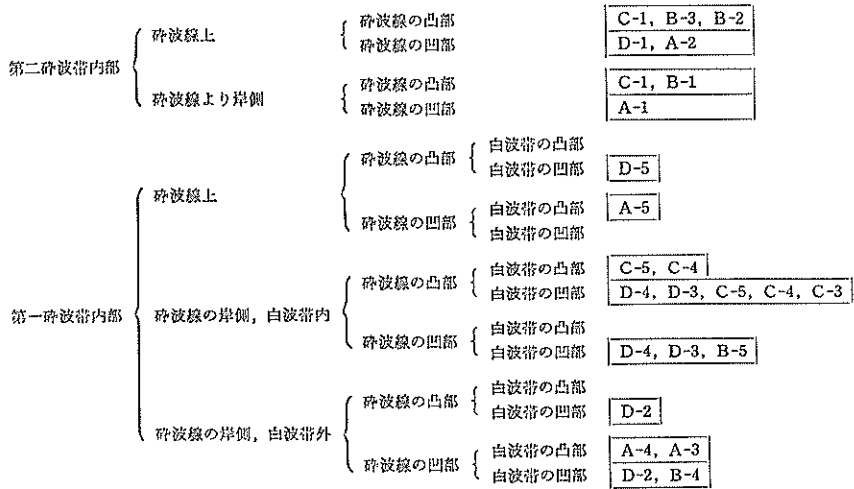 砕波線の凸部 C-1, B-3, B-2
砕波線上
砕波線の凹部 D-1, A-2
第二砕波帯内部
砕波線の凸部 C-1, B-1
砕波線より岸側
砕波線の凹部 A-1
白波帯の凸部
砕波線の凸部
白波帯の凹部 D-5
砕波線上
白波帯の凸部 A-5
砕波線の凹部
白波帯の凹部
白波帯の凸部 C-5, C-4
砕波線の凸部
白波帯の凹部 D-4, D-3, C-5, C-4, C-3
第一砕波帯内部 砕波線の岸側, 白波帯内
白波帯の凸部
砕波線の凹部
白波帯の凹部 D-4, D-3, B-5
白波帯の凸部
砕波線の凸部
白波帯の凹部 D-2
砕波線の岸側, 白波帯外
白波帯の凸部 A-4, A-3
砕波線の凹部
白波帯の凹部 D-2, B-4